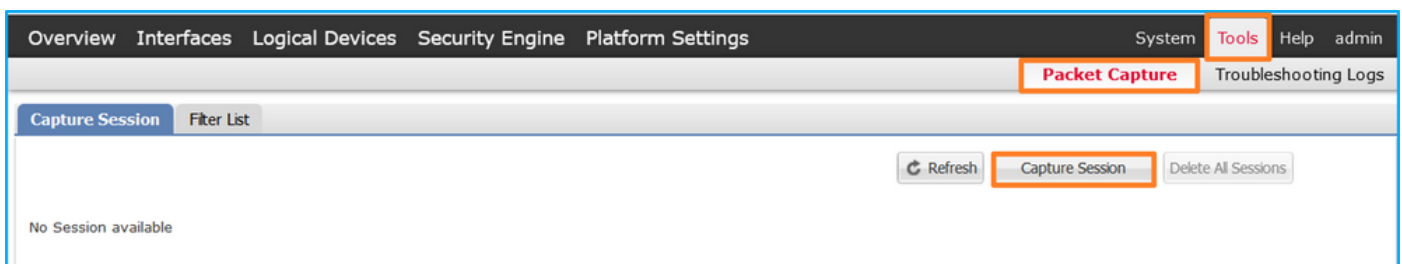 Overview Interfaces Logical Devices Security Engine Platform Settings System Tools Help admin
Packet Capture Troubleshooting Logs
Capture Session Filter List
Refresh Capture Session Delete All Sessions
No Session available